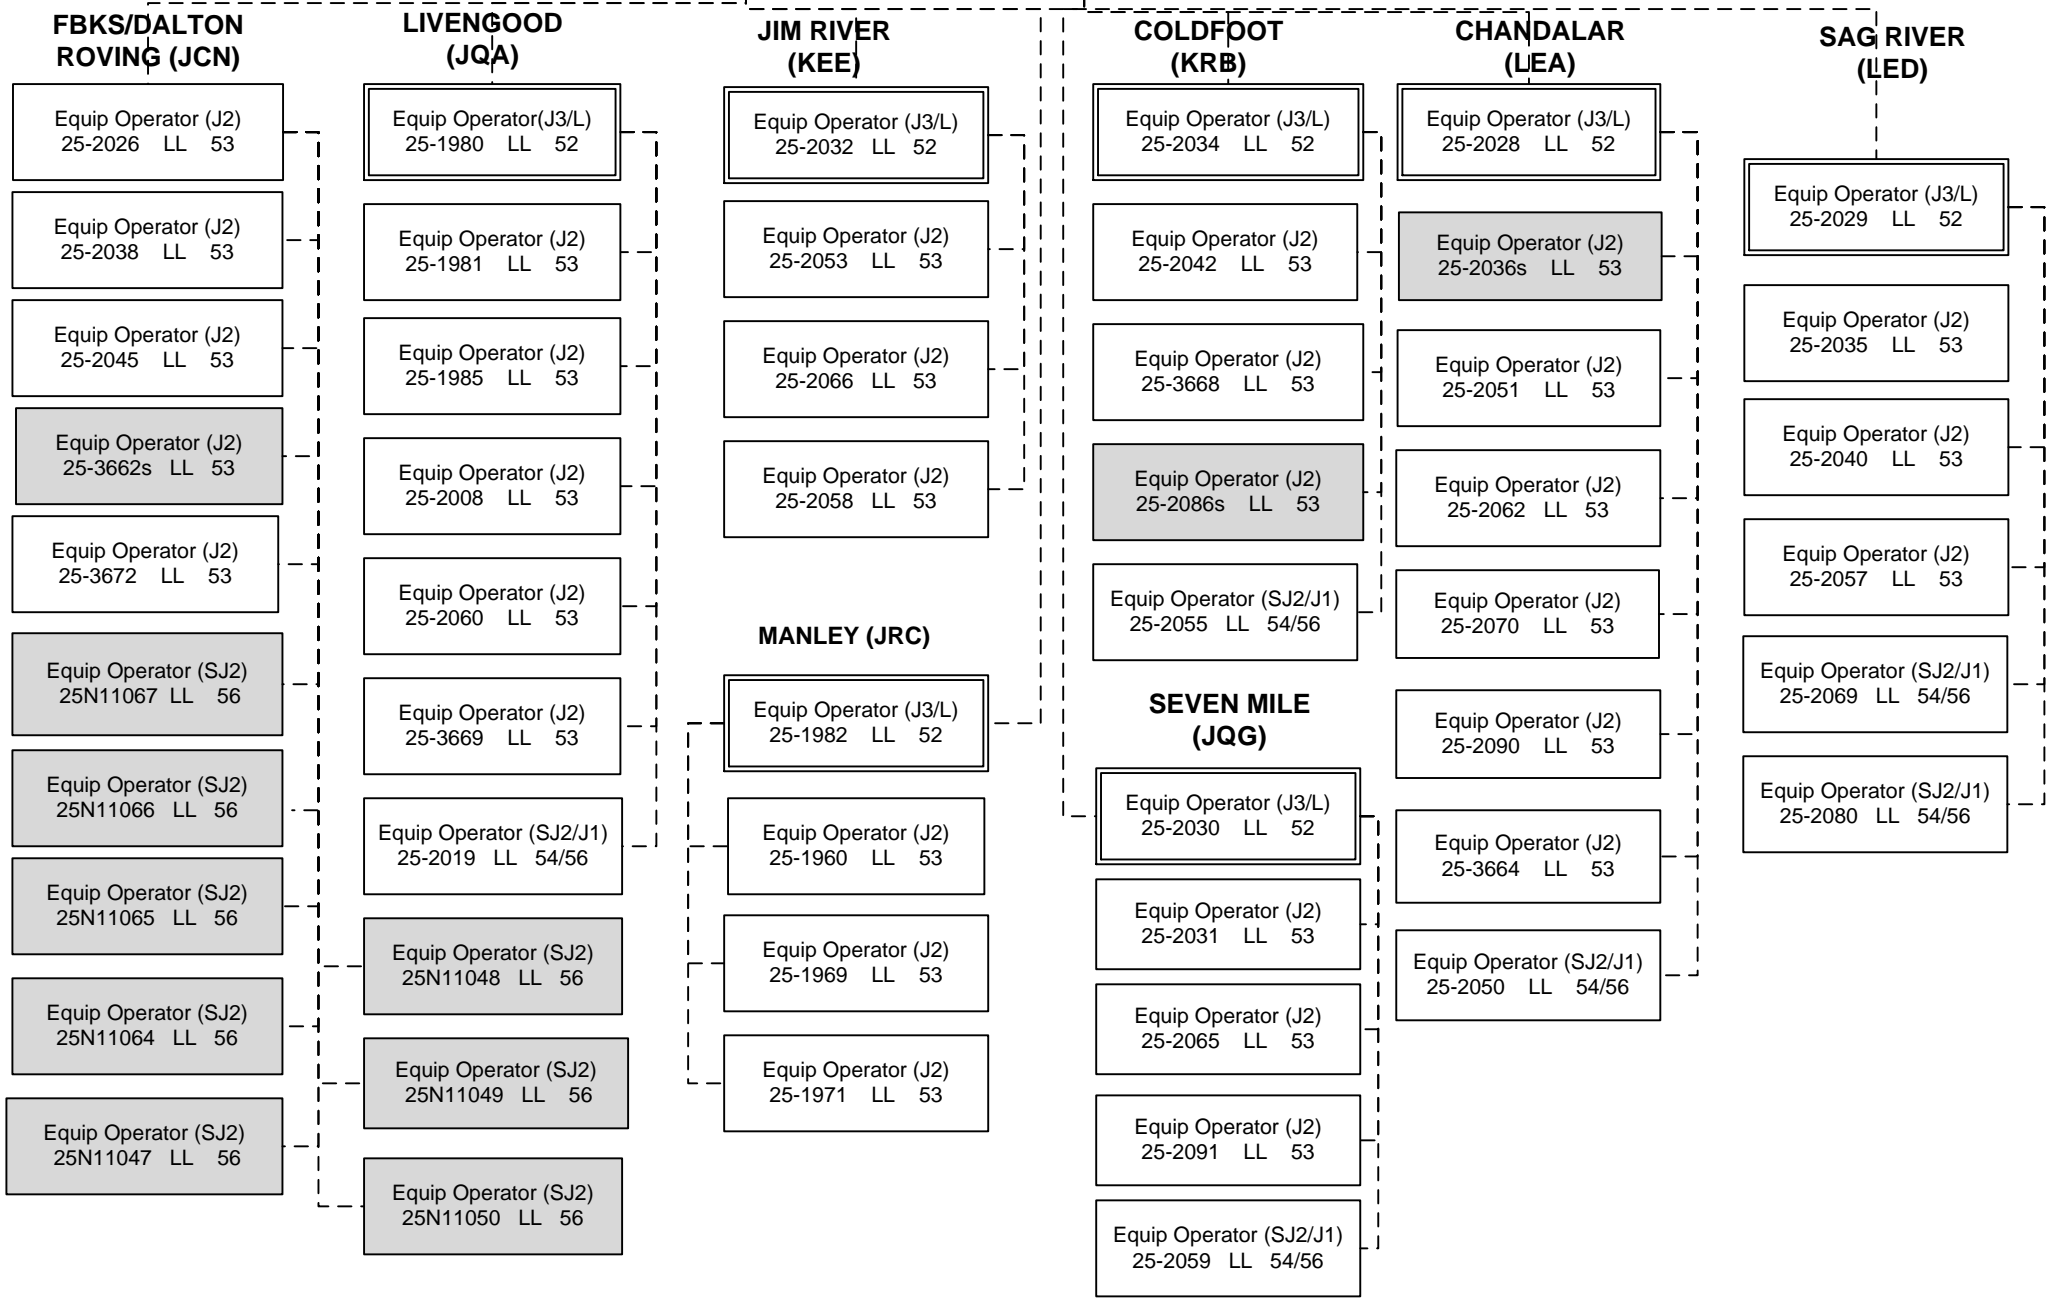 FBKS/DALTON
ROVING (JCN)
Equip Operator (J2)
25-2026 LL 53
Equip Operator (J2)
25-2038 LL 53
Equip Operator (J2)
25-2045 LL 53
Equip Operator (J2)
25-3662s LL 53
Equip Operator (J2)
25-3672 LL 53
Equip Operator (SJ2)
25N11067 LL 56
Equip Operator (SJ2)
25N11066 LL 56
Equip Operator (SJ2)
25N11065 LL 56
Equip Operator (SJ2)
25N11064 LL 56
Equip Operator (SJ2)
25N11047 LL 56
LIVENGOOD
(JQA)
Equip Operator(J3/L)
25-1980 LL 52
Equip Operator (J2)
25-1981 LL 53
Equip Operator (J2)
25-1985 LL 53
Equip Operator (J2)
25-2008 LL 53
Equip Operator (J2)
25-2060 LL 53
Equip Operator (J2)
25-3669 LL 53
Equip Operator (SJ2/J1)
25-2019 LL 54/56
Equip Operator (SJ2)
25N11048 LL 56
Equip Operator (SJ2)
25N11049 LL 56
Equip Operator (SJ2)
25N11050 LL 56
JIM RIVER
(KEE)
Equip Operator (J3/L)
25-2032 LL 52
Equip Operator (J2)
25-2053 LL 53
Equip Operator (J2)
25-2066 LL 53
Equip Operator (J2)
25-2058 LL 53
MANLEY (JRC)
Equip Operator (J3/L)
25-1982 LL 52
Equip Operator (J2)
25-1960 LL 53
Equip Operator (J2)
25-1969 LL 53
Equip Operator (J2)
25-1971 LL 53
COLDFOOT
(KRB)
Equip Operator (J3/L)
25-2034 LL 52
Equip Operator (J2)
25-2042 LL 53
Equip Operator (J2)
25-3668 LL 53
Equip Operator (J2)
25-2086s LL 53
Equip Operator (SJ2/J1)
25-2055 LL 54/56
SEVEN MILE
(JQG)
Equip Operator (J3/L)
25-2030 LL 52
Equip Operator (J2)
25-2031 LL 53
Equip Operator (J2)
25-2065 LL 53
Equip Operator (J2)
25-2091 LL 53
Equip Operator (SJ2/J1)
25-2059 LL 54/56
CHANDALAR
(LEA)
Equip Operator (J3/L)
25-2028 LL 52
Equip Operator (J2)
25-2036s LL 53
Equip Operator (J2)
25-2051 LL 53
Equip Operator (J2)
25-2062 LL 53
Equip Operator (J2)
25-2070 LL 53
Equip Operator (J2)
25-2090 LL 53
Equip Operator (J2)
25-3664 LL 53
Equip Operator (SJ2/J1)
25-2050 LL 54/56
SAG RIVER
(LED)
Equip Operator (J3/L)
25-2029 LL 52
Equip Operator (J2)
25-2035 LL 53
Equip Operator (J2)
25-2040 LL 53
Equip Operator (J2)
25-2057 LL 53
Equip Operator (SJ2/J1)
25-2069 LL 54/56
Equip Operator (SJ2/J1)
25-2080 LL 54/56